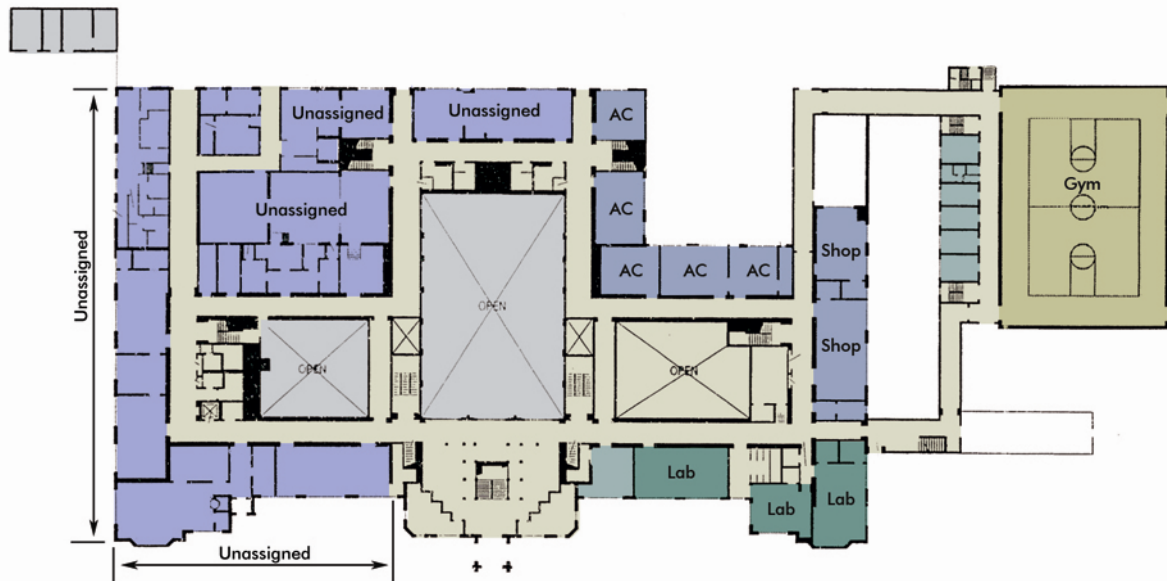 Unassigned
Unassigned
AC
Gym
Unassigned
AC
Unassigned
Shop
AC
AC
AC
OPEN
Shop
OPEN
OPEN
Lab
Lab
Lab
Unassigned